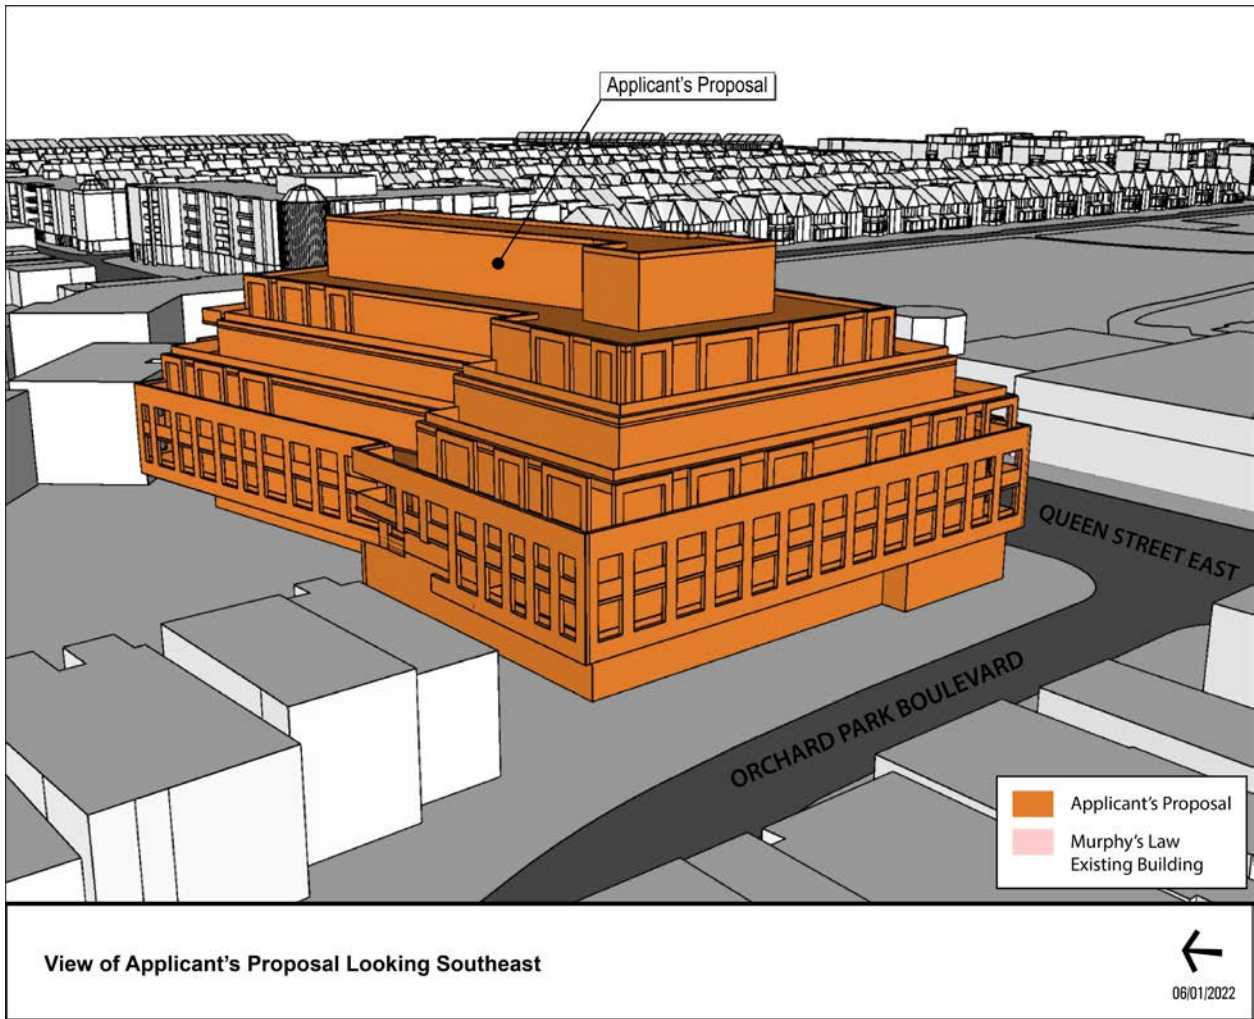 Applicant's Proposal
QUEEN STREET EAST
ORCHARD PARK BOULEVARD
Applicant's Proposal
Murphy's Law
Existing Building
View of Applicant's Proposal Looking Southeast
06/01/2022